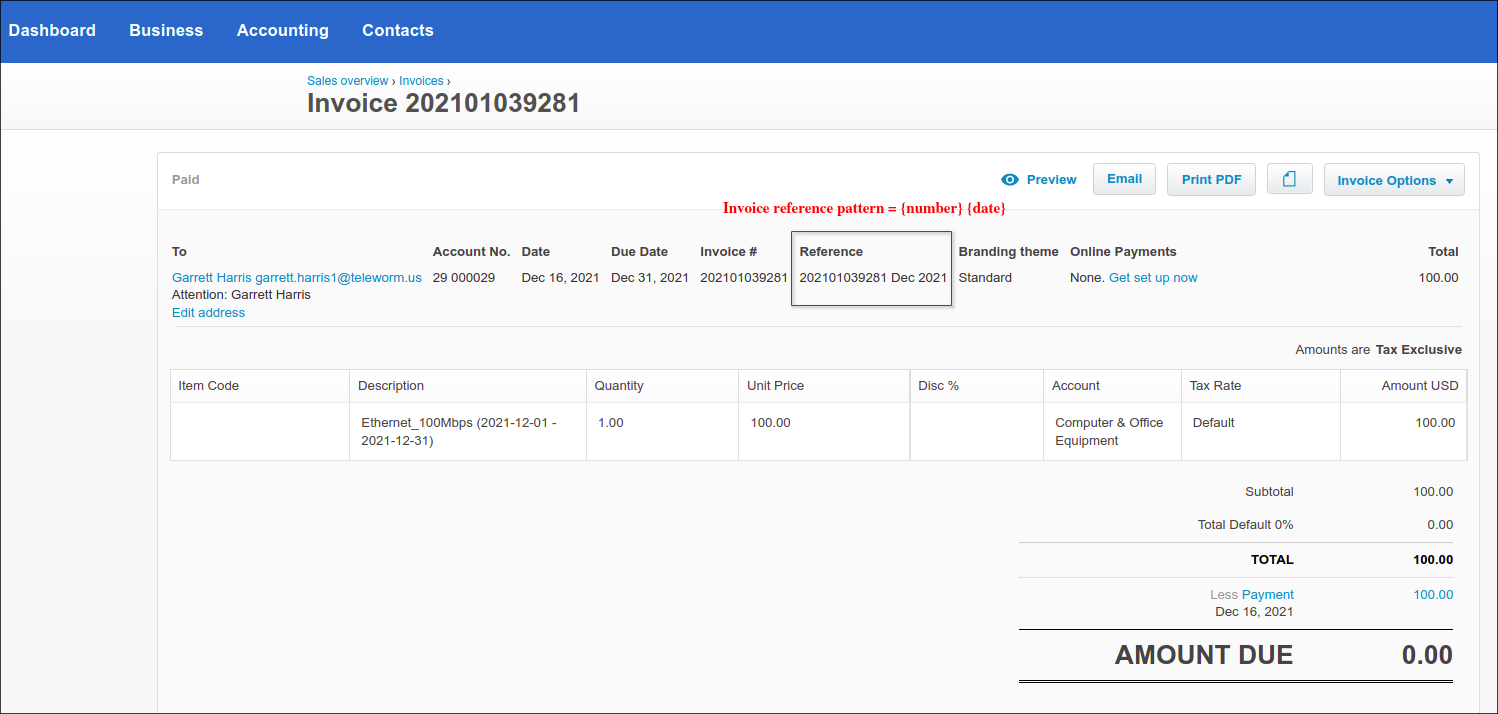 Dashboard Business Accounting Contacts
Sales overview › Invoices ›
Invoice 202101039281
Paid Preview Email Print PDF Invoice Options
Invoice reference pattern = {number} {date}
To Account No. Date Due Date Invoice # Reference Branding theme Online Payments Total
Garrett Harris garrett.harris1@teleworm.us 29 000029 Dec 16, 2021 Dec 31, 2021 202101039281 202101039281 Dec 2021 Standard None. Get set up now 100.00
Attention: Garrett Harris
Edit address
Amounts are Tax Exclusive
Item Code Description Quantity Unit Price Disc % Account Tax Rate Amount USD
Ethernet_100Mbps (2021-12-01 - 1.00 100.00 Computer & Office Default 100.00
2021-12-31) Equipment
Subtotal 100.00
Total Default 0% 0.00
TOTAL 100.00
Less Payment 100.00
Dec 16, 2021
AMOUNT DUE 0.00